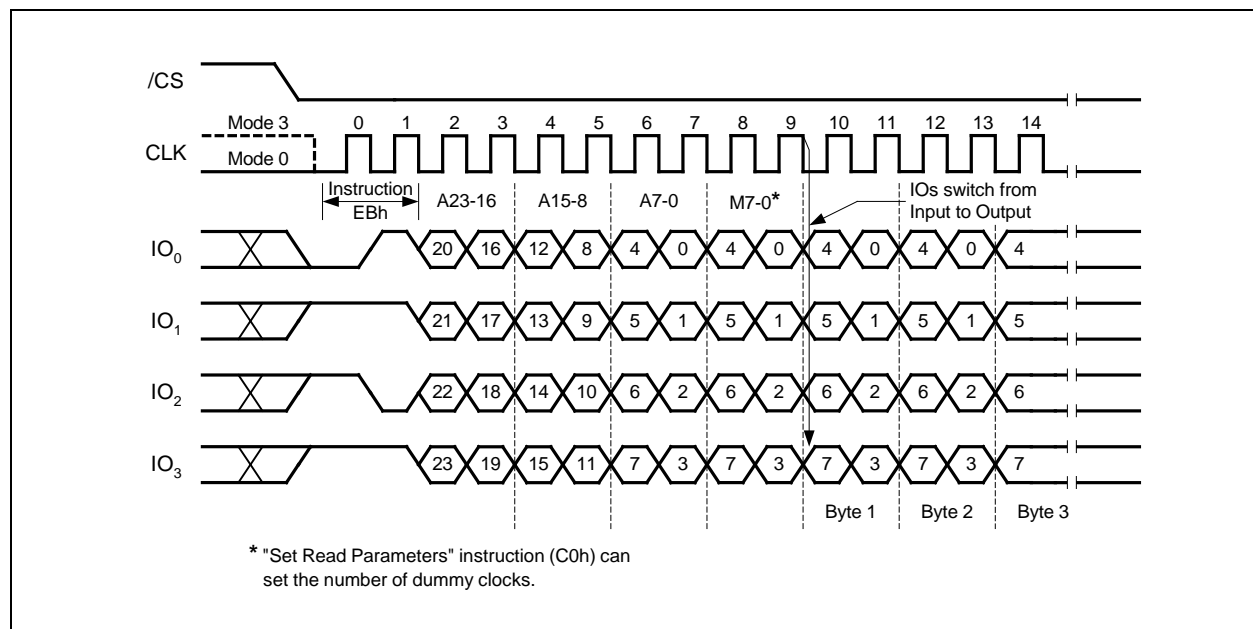 /CS
Mode 3 0 1 2 3 4 5 6 7 8 9 10 11 12 13 14
CLK
Mode 0
Instruction
EBh
A23-16 A15-8 A7-0 M7-0*
IOs switch from
Input to Output
IO0 20 16 12 8 4 0 4 0 4 0 4 0 4
IO1 21 17 13 9 5 1 5 1 5 1 5 1 5
IO2 22 18 14 10 6 2 6 2 6 2 6 2 6
IO3 23 19 15 11 7 3 7 3 7 3 7 3 7
Byte 1 Byte 2 Byte 3
* "Set Read Parameters" instruction (C0h) can
set the number of dummy clocks.